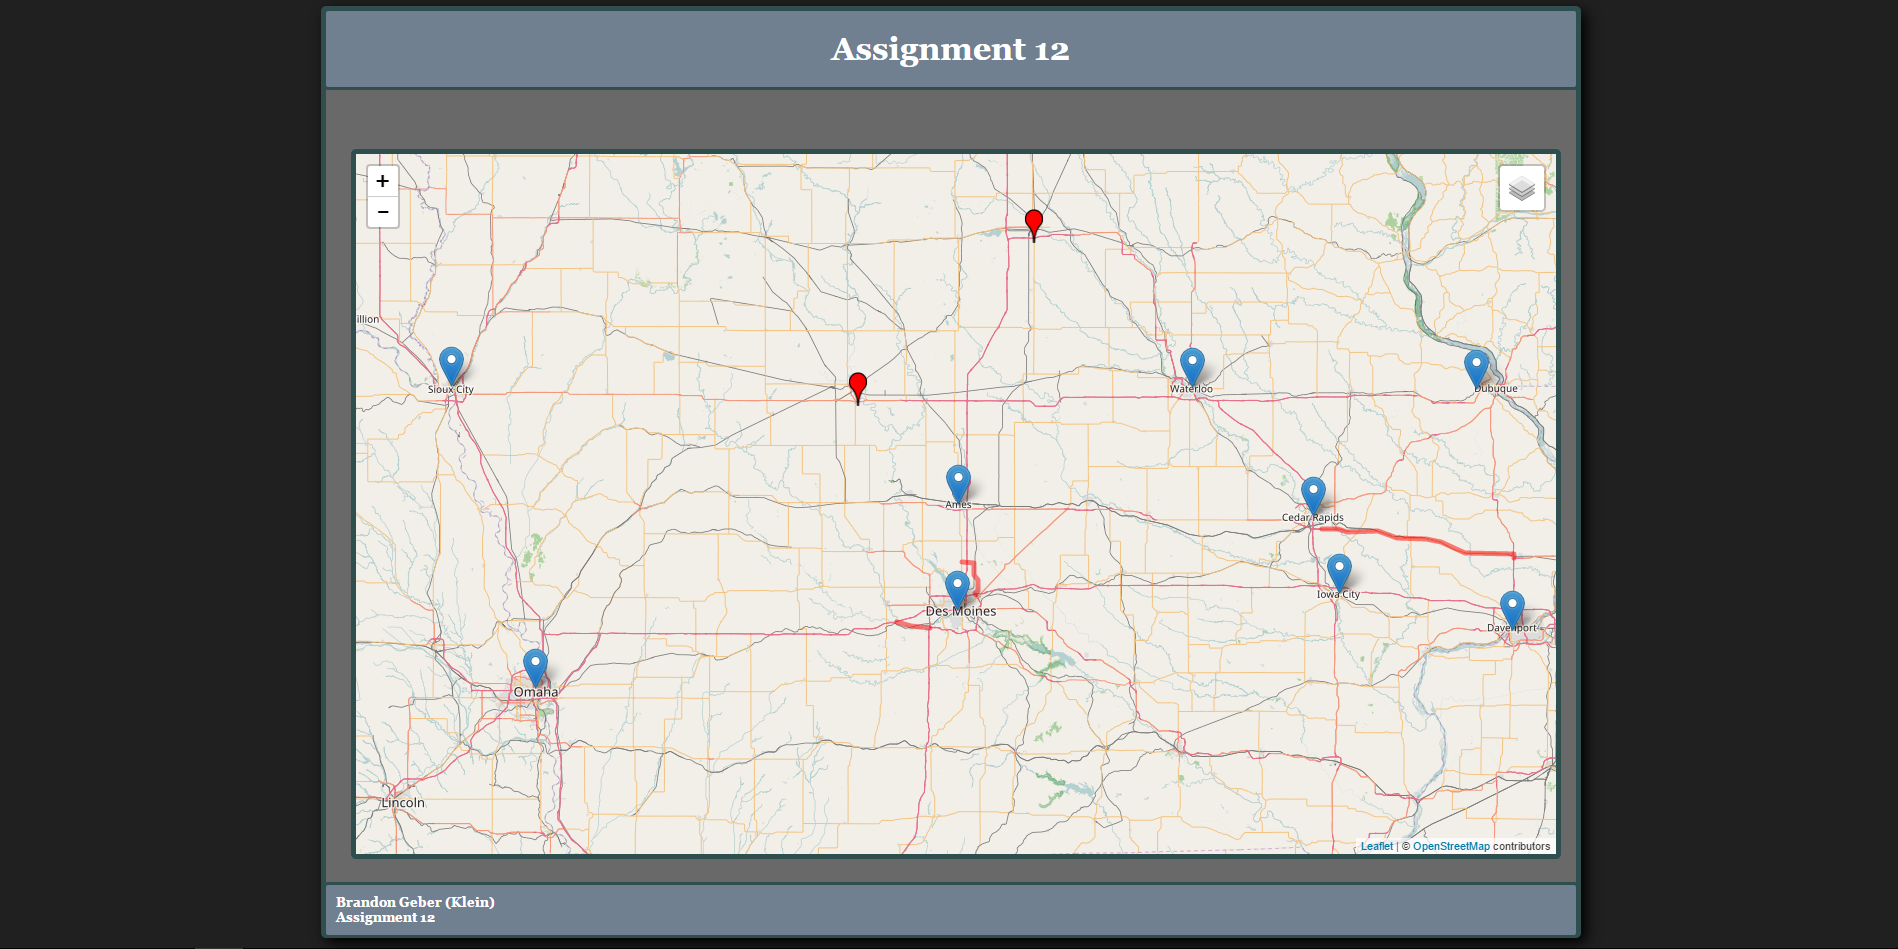 Assignment 12
+
−
illion
Sioux City
Waterloo
Dubuque
Ames
Cedar Rapids
Iowa City
Des Moines
Davenport
Omaha
Lincoln
Leaflet | © OpenStreetMap contributors
Brandon Geber (Klein)
Assignment 12